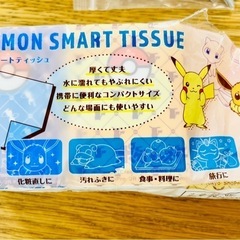 MON SMART TISSUE
ートティッシュ
厚くて丈夫
水に濡れてもやぶれにくい
携帯に便利なコンパクトサイズ
どんな場面にも使いやすい
化粧直しに
汚れふきに
食事・料理に
旅行に